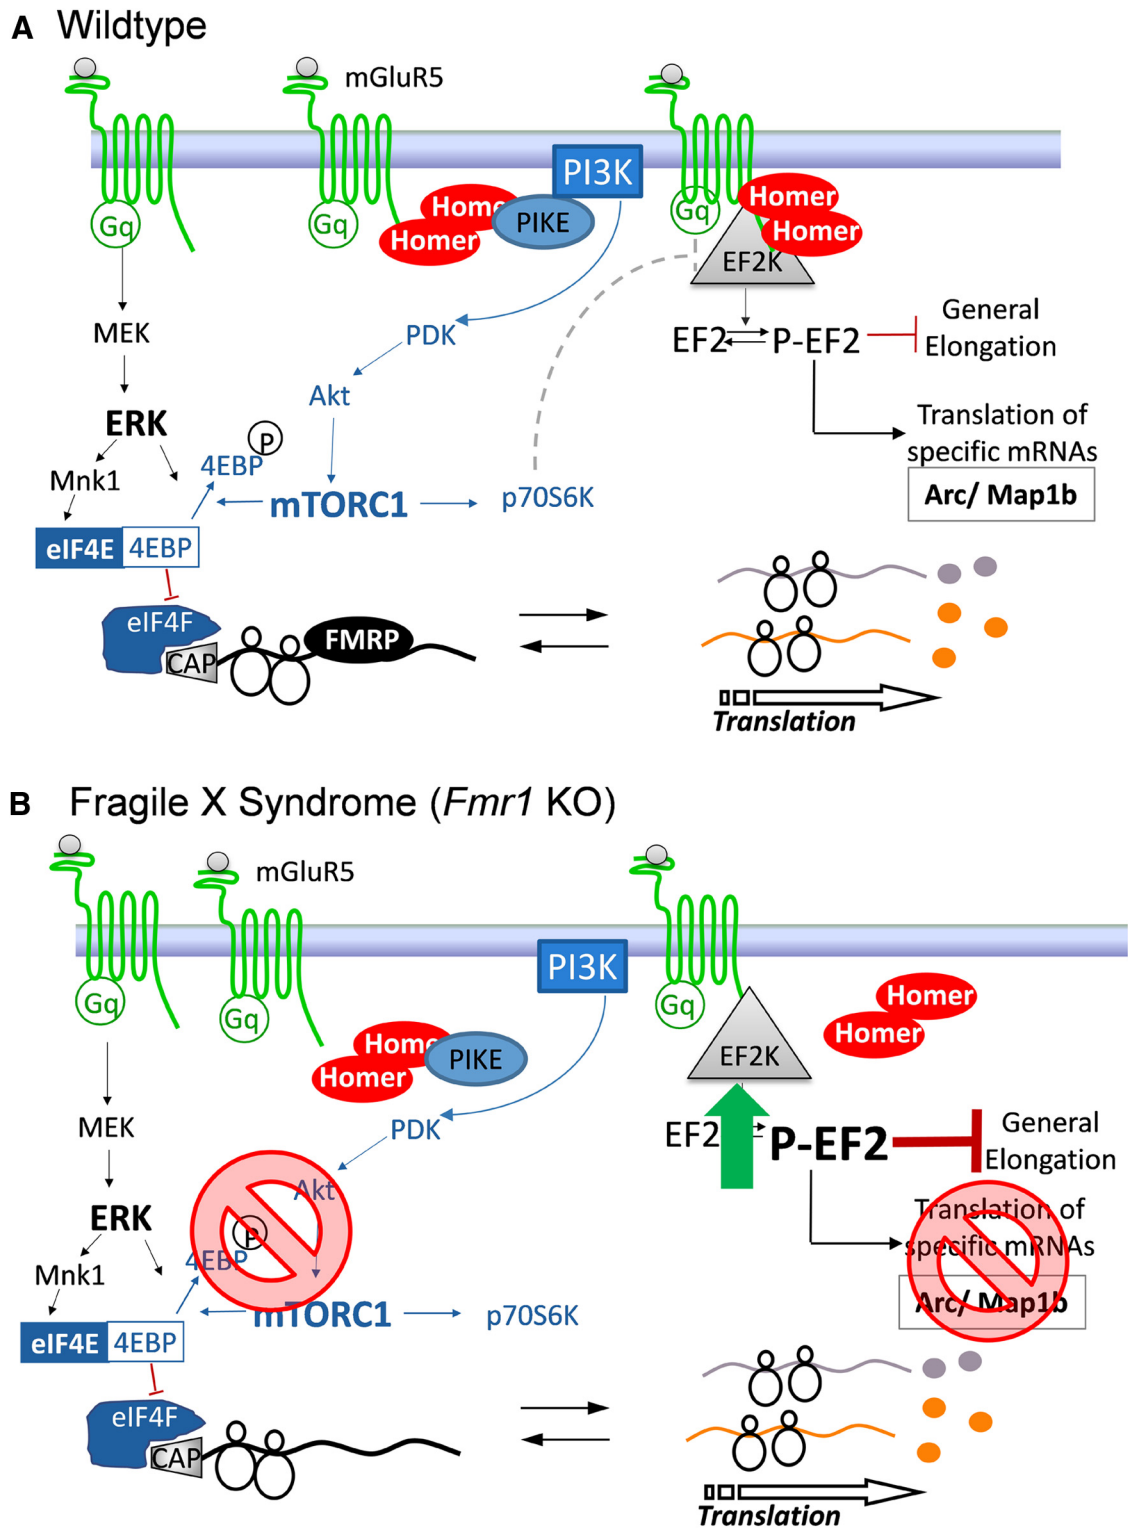 A Wildtype
mGluR5
PI3K
Gq
Gq
Gq
Home
Homer
PIKE
Homer
Homer
EF2K
MEK
PDK
EF2
P-EF2
General
Elongation
Akt
ERK
P
4EBP
Mnk1
mTORC1
p70S6K
Translation of
specific mRNAs
Arc/ Map1b
eIF4E
4EBP
eIF4F
CAP
FMRP
Translation
B Fragile X Syndrome (Fmr1 KO)
mGluR5
PI3K
Gq
Gq
Gq
Homer
Homer
Home
Homer
PIKE
EF2K
MEK
PDK
EF2
P-EF2
General
Elongation
Akt
ERK
P
4EBP
Mnk1
mTORC1
p70S6K
Translation of
specific mRNAs
Arc/ Map1b
eIF4E
4EBP
eIF4F
CAP
Translation